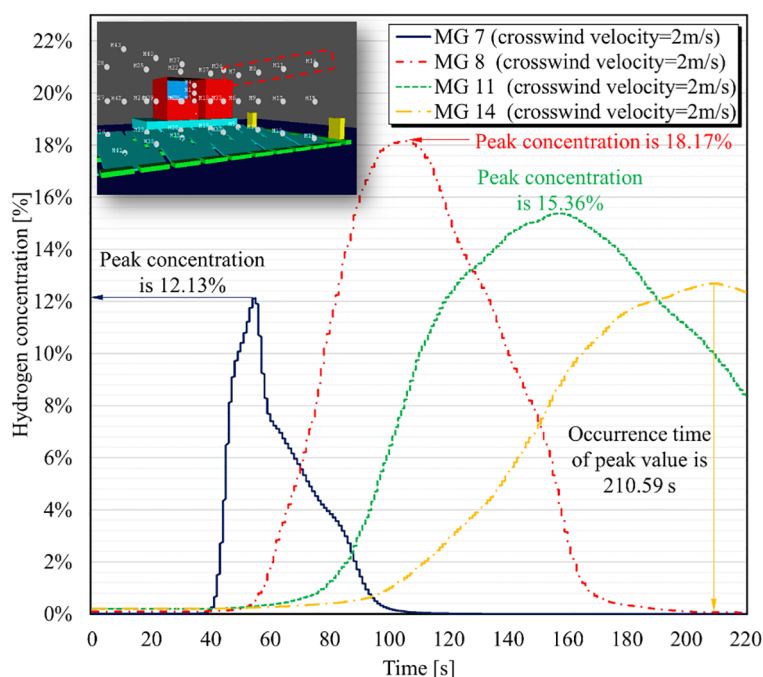 MG 7 (crosswind velocity=2m/s)
MG 8 (crosswind velocity=2m/s)
MG 11 (crosswind velocity=2m/s)
MG 14 (crosswind velocity=2m/s)
Peak concentration is 18.17%
Peak concentration
is 15.36%
Peak concentration
is 12.13%
Occurrence time
of peak value is
210.59 s
Hydrogen concentration [%]
22%
20%
18%
16%
14%
12%
10%
8%
6%
4%
2%
0%
0 20 40 60 80 100 120 140 160 180 200 220
Time [s]